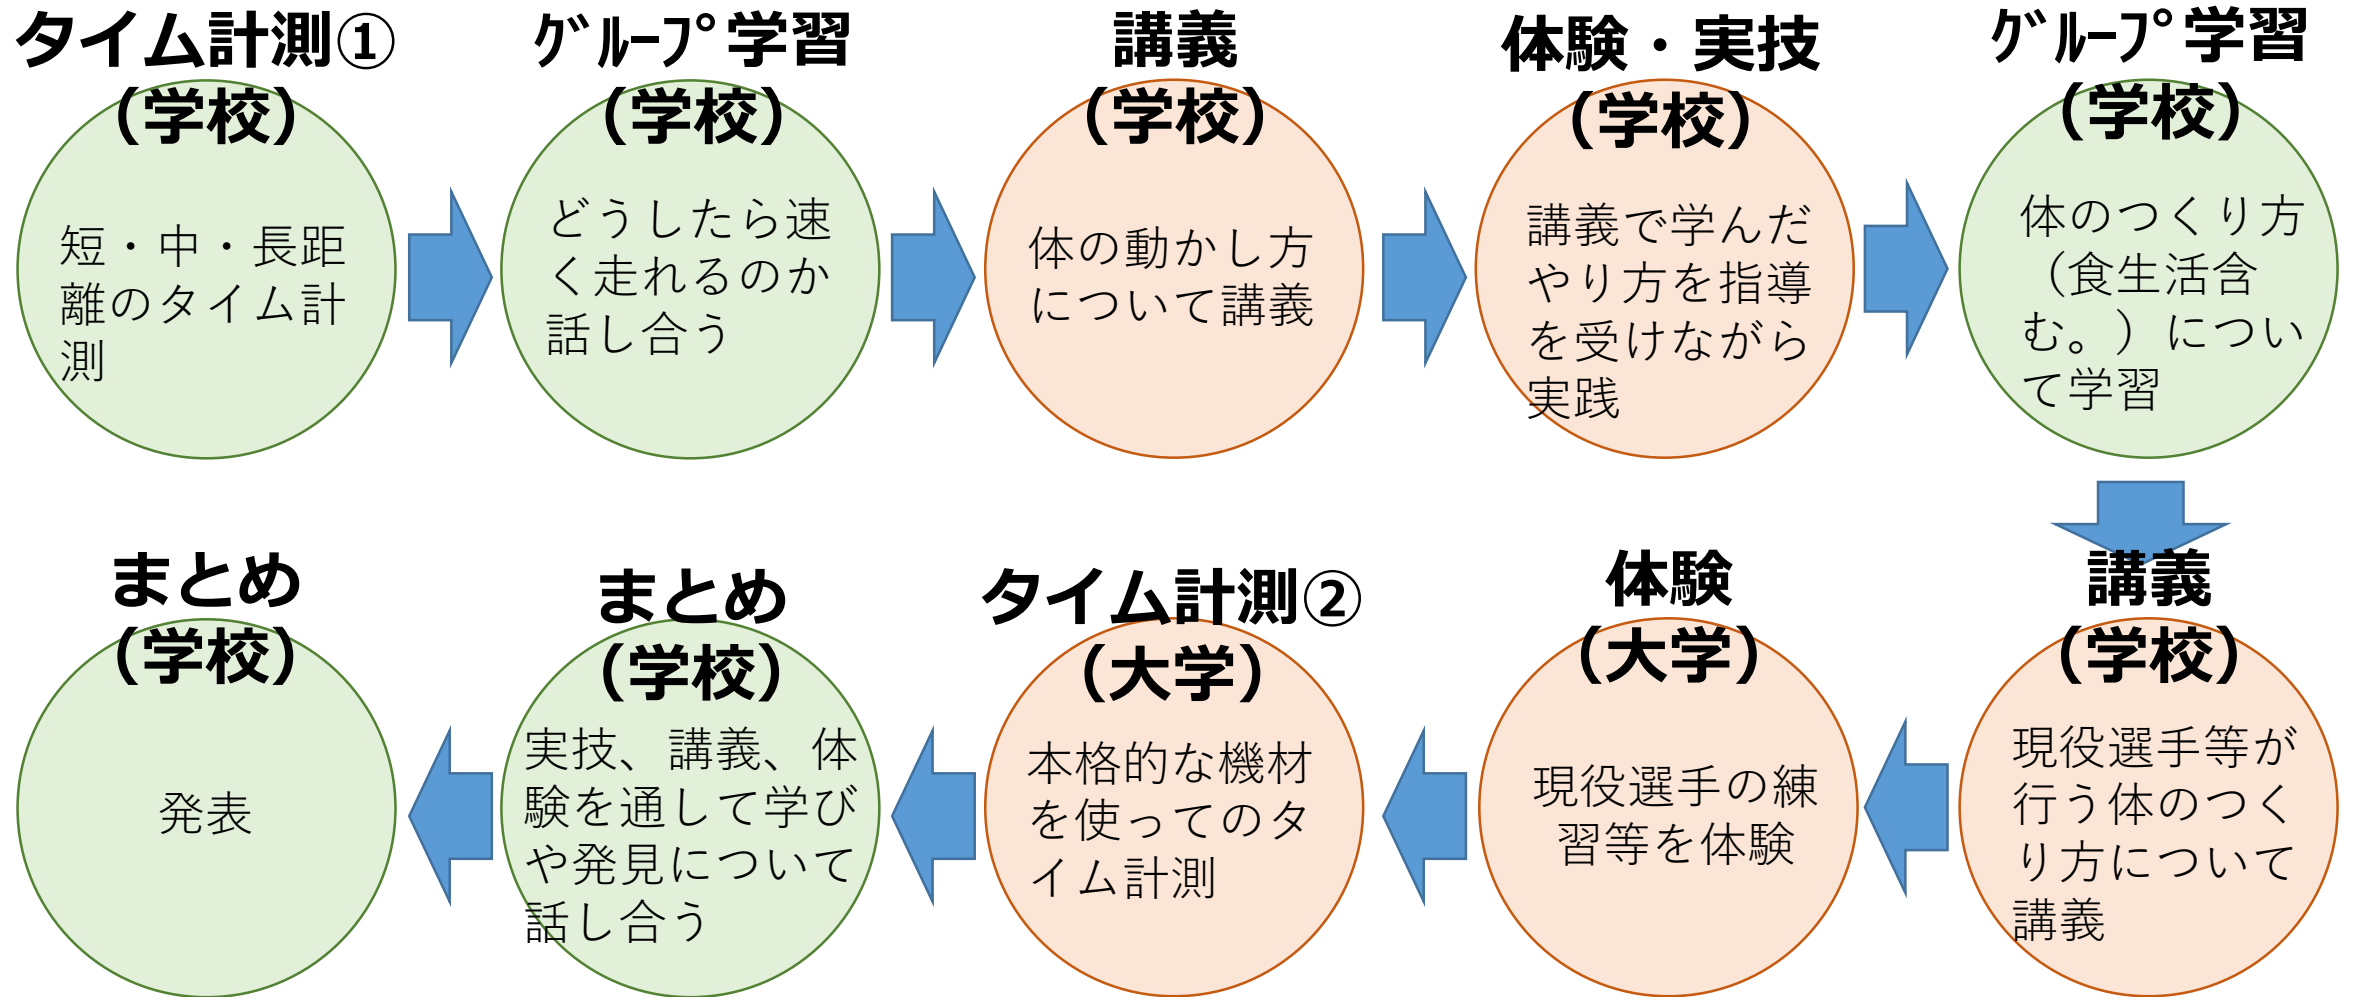 タイム計測①
（学校）
短・中・長距
離のタイム計
測
ｸﾞﾙｰﾌﾟ学習
（学校）
どうしたら速
く走れるのか
話し合う
講義
（学校）
体の動かし方
について講義
体験・実技
（学校）
講義で学んだ
やり方を指導
を受けながら
実践
ｸﾞﾙｰﾌﾟ学習
（学校）
体のつくり方
（食生活含
む。）につい
て学習
講義
（学校）
現役選手等が
行う体のつく
り方について
講義
体験
（大学）
現役選手の練
習等を体験
タイム計測②
（大学）
本格的な機材
を使ってのタ
イム計測
まとめ
（学校）
実技、講義、体
験を通して学び
や発見について
話し合う
まとめ
（学校）
発表